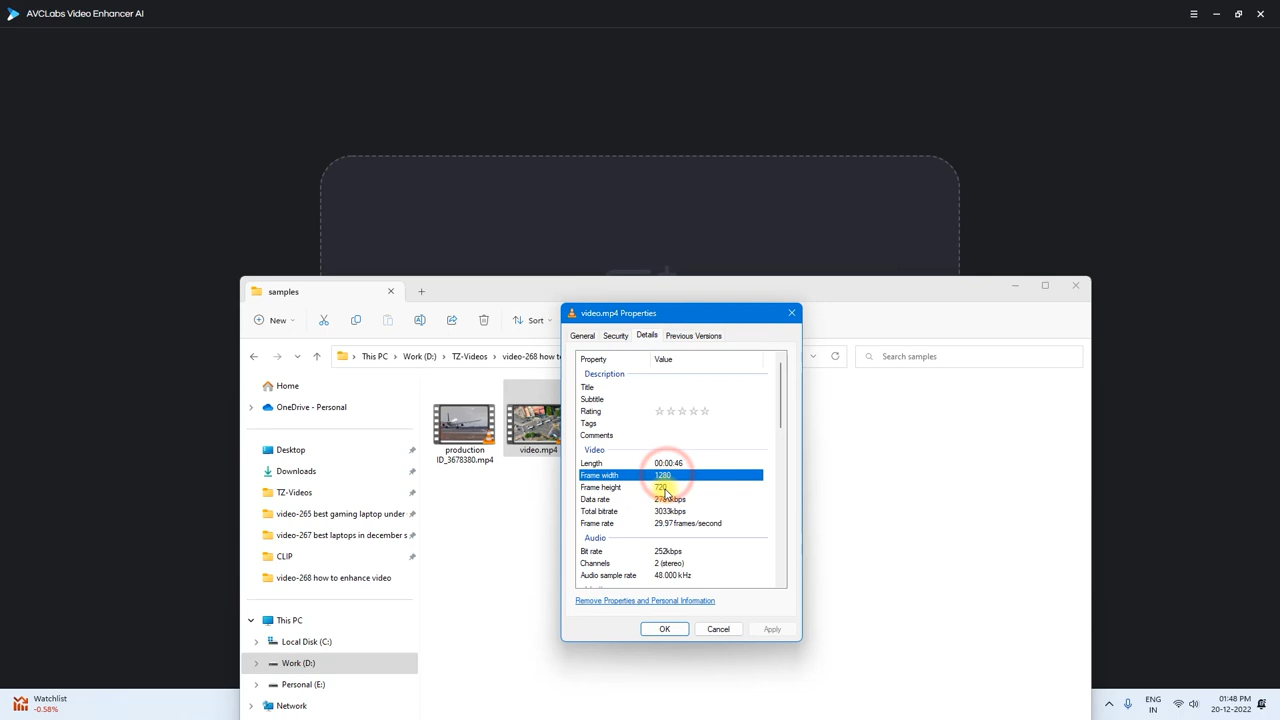 AVCLabs Video Enhancer AI
samples
New
Sort
This PC > Work (D:) > TZ-Videos > video-268 how to
Search samples
Home
OneDrive - Personal
Desktop
Downloads
TZ-Videos
video-265 best gaming laptop under
video-267 best laptops in december s
CLIP
video-268 how to enhance video
This PC
Local Disk (C:)
Work (D:)
Personal (E:)
Network
production
ID_3678380.mp4
video.mp4
video.mp4 Properties
General Security Details Previous Versions
Property Value
Description
Title
Subtitle
Rating
Tags
Comments
Video
Length 00:00:46
Frame width 1280
Frame height 720
Data rate
Total bitrate 3033kbps
Frame rate 29.97 frames/second
Audio
Bit rate 252kbps
Channels 2 (stereo)
Audio sample rate 48.000 kHz
Remove Properties and Personal Information
OK Cancel Apply
Watchlist
-0.58%
ENG
IN
01:48 PM
20-12-2022